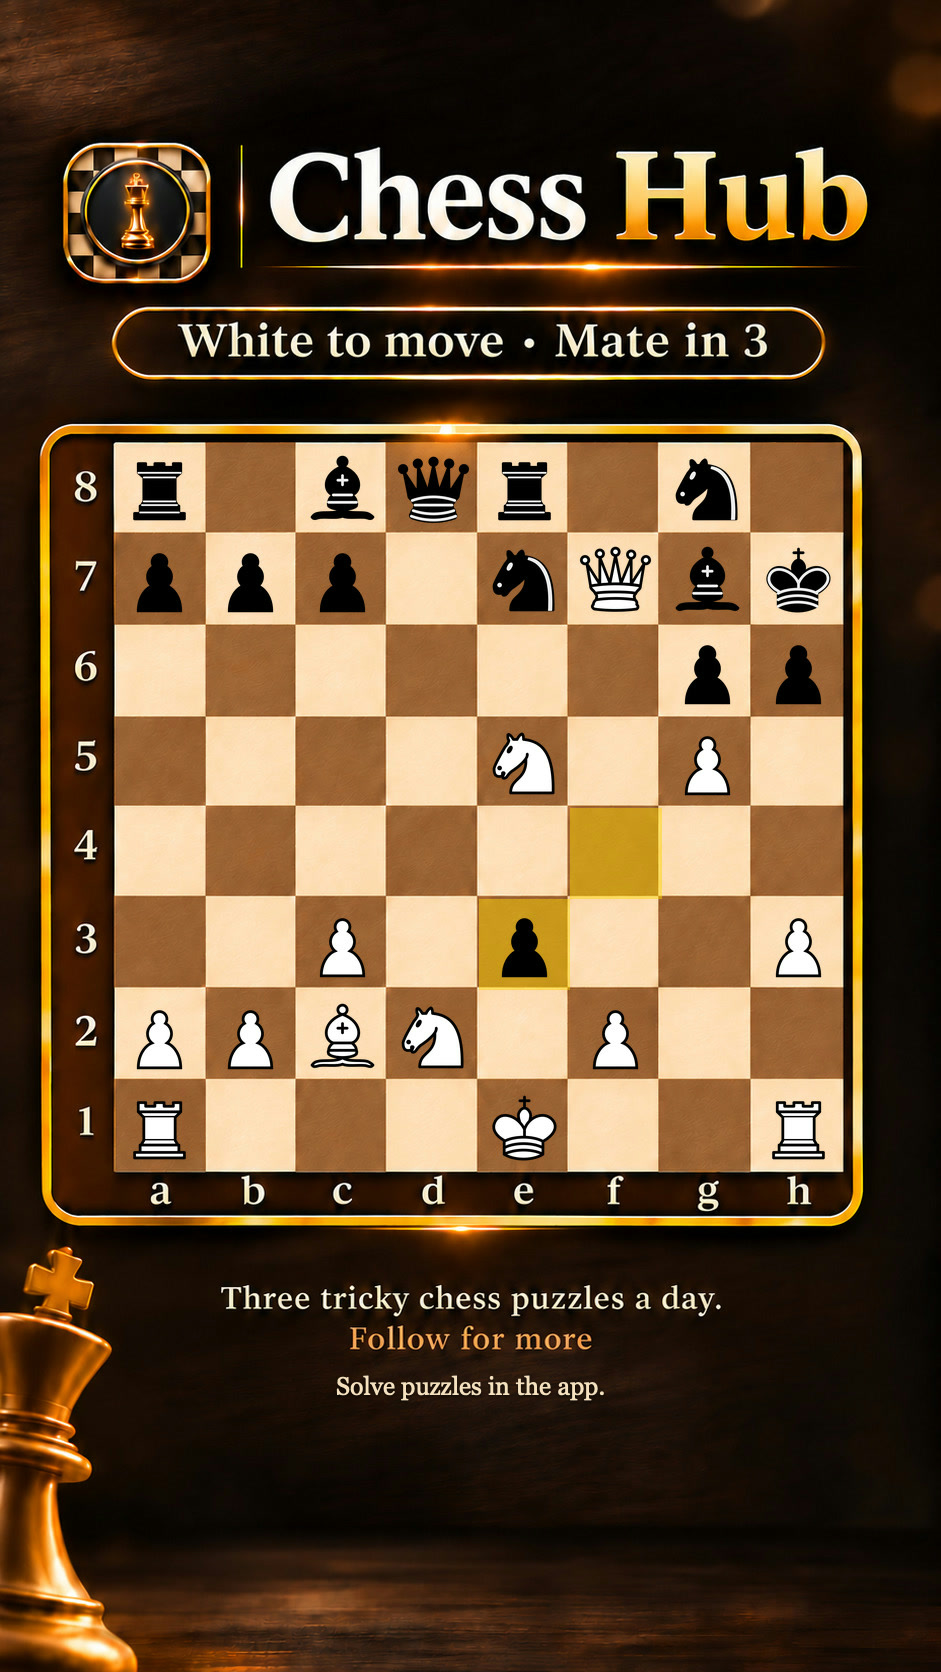 Chess Hub
White to move • Mate in 3
8
7
6
5
4
3
2
1
a b c d e f g h
Three tricky chess puzzles a day.
Follow for more
Solve puzzles in the app.